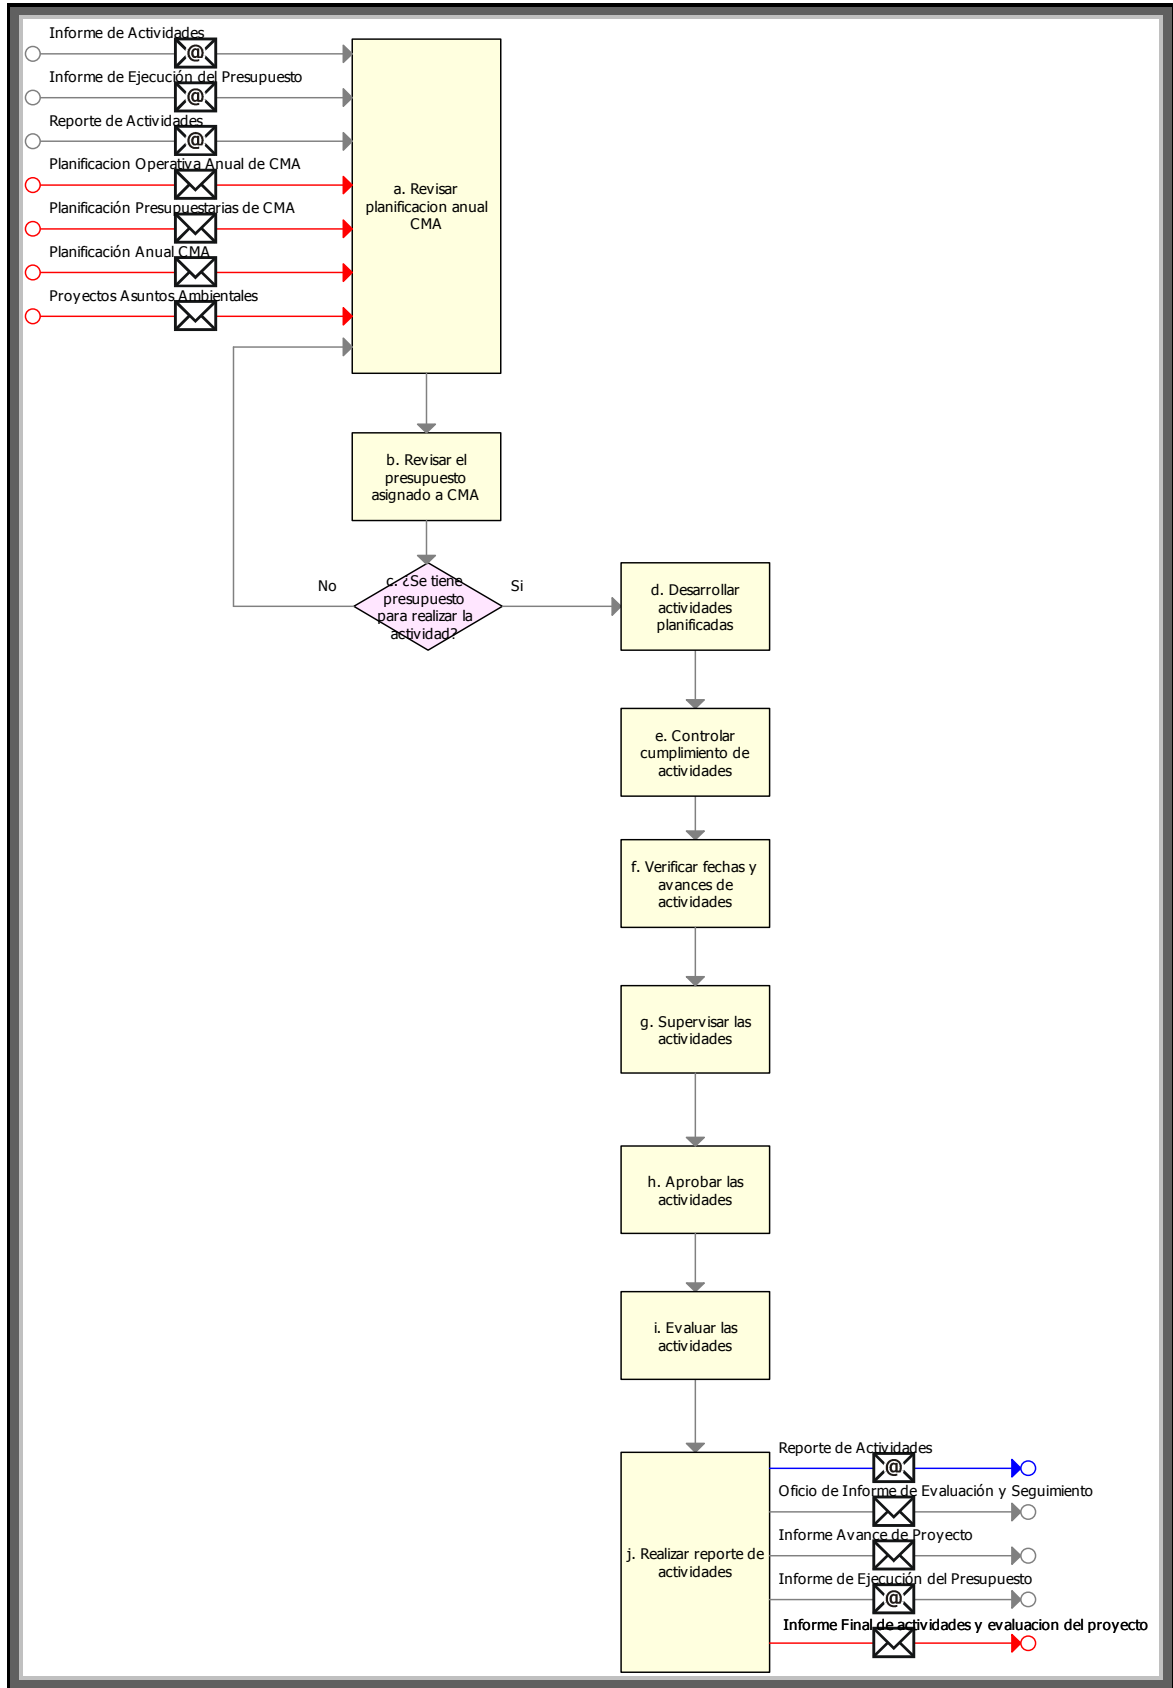 Informe de Actividades
@
Informe de Ejecución del Presupuesto
@
Reporte de Actividades
@
Planificacion Operativa Anual de CMA
Planificación Presupuestarias de CMA
Planificación Anual CMA
Proyectos Asuntos Ambientales
a. Revisar
planificacion anual
CMA
b. Revisar el
presupuesto
asignado a CMA
No
c. ¿Se tiene
presupuesto
para realizar la
actividad?
Si
d. Desarrollar
actividades
planificadas
e. Controlar
cumplimiento de
actividades
f. Verificar fechas y
avances de
actividades
g. Supervisar las
actividades
h. Aprobar las
actividades
i. Evaluar las
actividades
j. Realizar reporte de
actividades
Reporte de Actividades
@
Oficio de Informe de Evaluación y Seguimiento
Informe Avance de Proyecto
Informe de Ejecución del Presupuesto
@
Informe Final de actividades y evaluacion del proyecto